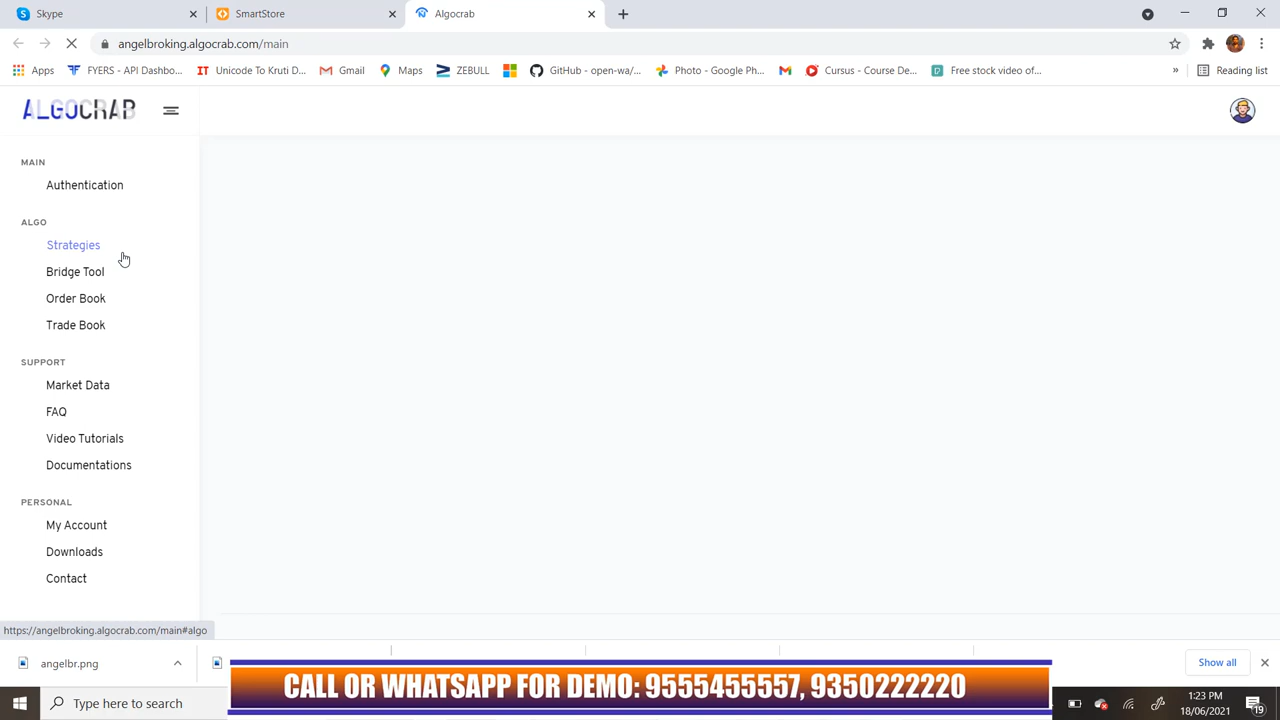 Skype
SmartStore
Algocrab
angelbroking.algocrab.com/main
Apps
FYERS - API Dashbo...
Unicode To Kruti D...
Gmail
Maps
ZEBULL
GitHub - open-wa/...
Photo - Google Ph...
Cursus - Course De...
Free stock video of...
»
Reading list
ALGOCRAB
MAIN
Authentication
ALGO
Strategies
Bridge Tool
Order Book
Trade Book
SUPPORT
Market Data
FAQ
Video Tutorials
Documentations
PERSONAL
My Account
Downloads
Contact
https://angelbroking.algocrab.com/main#algo
angelbr.png
Show all
CALL OR WHATSAPP FOR DEMO: 9555455557, 9350222220
Type here to search
1:23 PM
18/06/2021
19